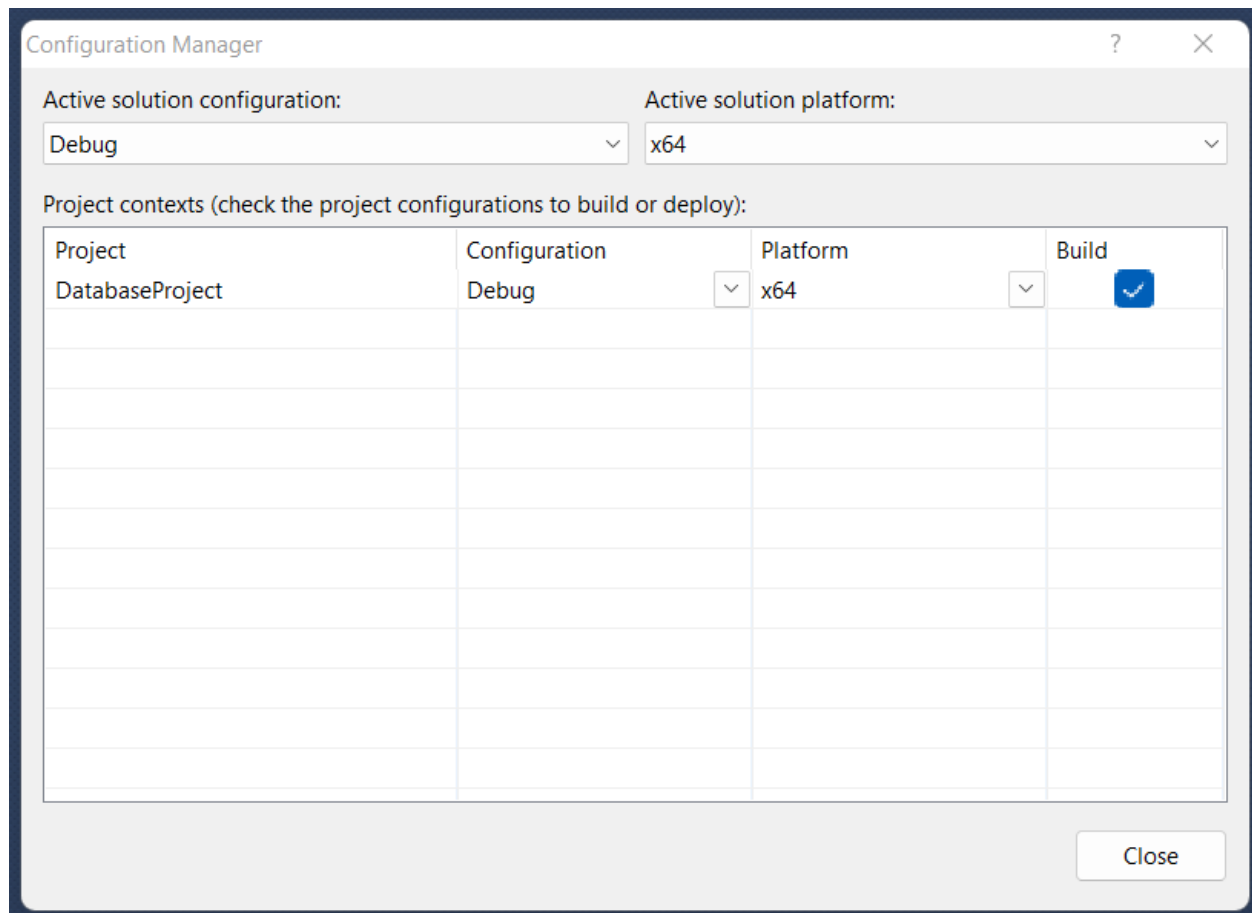 Configuration Manager ?
Active solution configuration: Active solution platform:
Debug x64
Project contexts (check the project configurations to build or deploy):
Project Configuration Platform Build
DatabaseProject Debug x64
Close